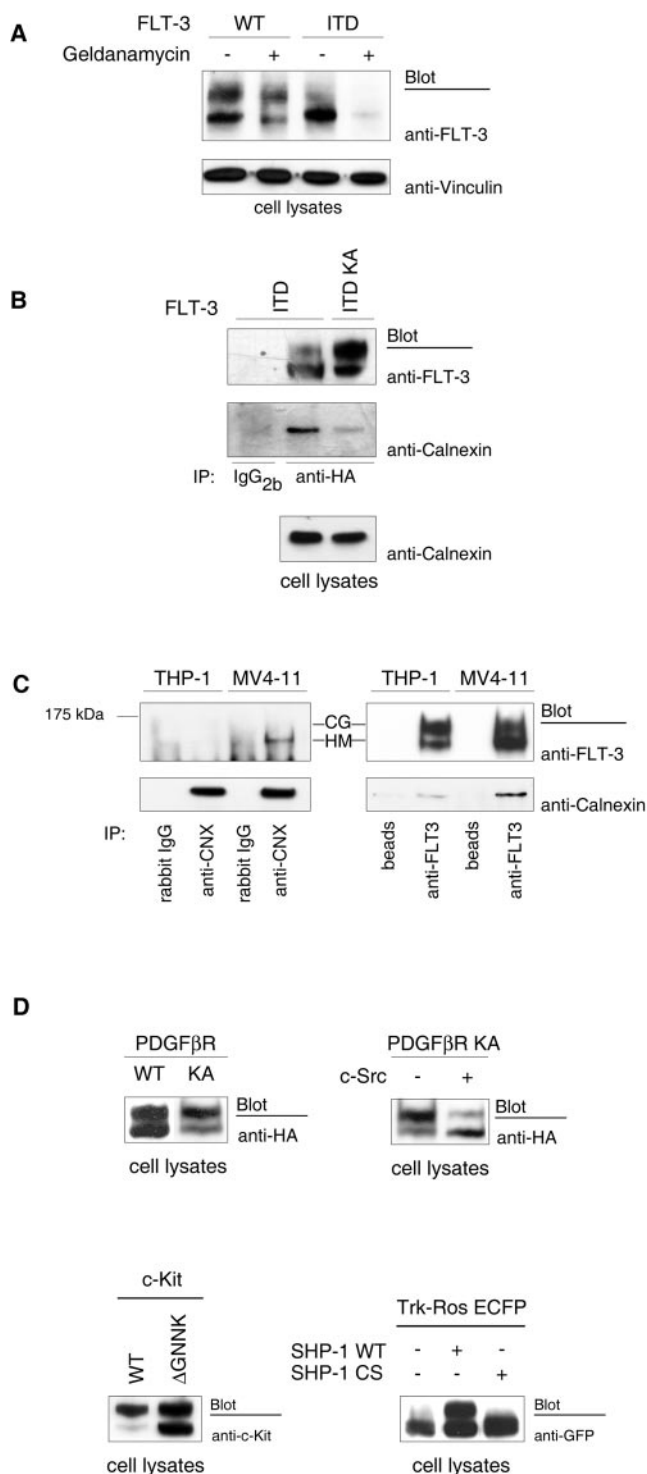 A
FLT-3 WT ITD
Geldanamycin - + - +
Blot
anti-FLT-3
anti-Vinculin
cell lysates
B
FLT-3 ITD ITD KA
Blot
anti-FLT-3
anti-Calnexin
IP: IgG2b anti-HA
anti-Calnexin
cell lysates
C
THP-1 MV4-11 THP-1 MV4-11
175 kDa
CG
HM
Blot
anti-FLT-3
anti-Calnexin
IP: rabbit IgG anti-CNX rabbit IgG anti-CNX beads anti-FLT3 beads anti-FLT3
D
PDGFβR PDGFβR KA
WT KA c-Src - +
Blot Blot
anti-HA anti-HA
cell lysates cell lysates
c-Kit Trk-Ros ECFP
WT ΔGNNK
SHP-1 WT - + -
SHP-1 CS - - +
Blot Blot
anti-c-Kit anti-GFP
cell lysates cell lysates